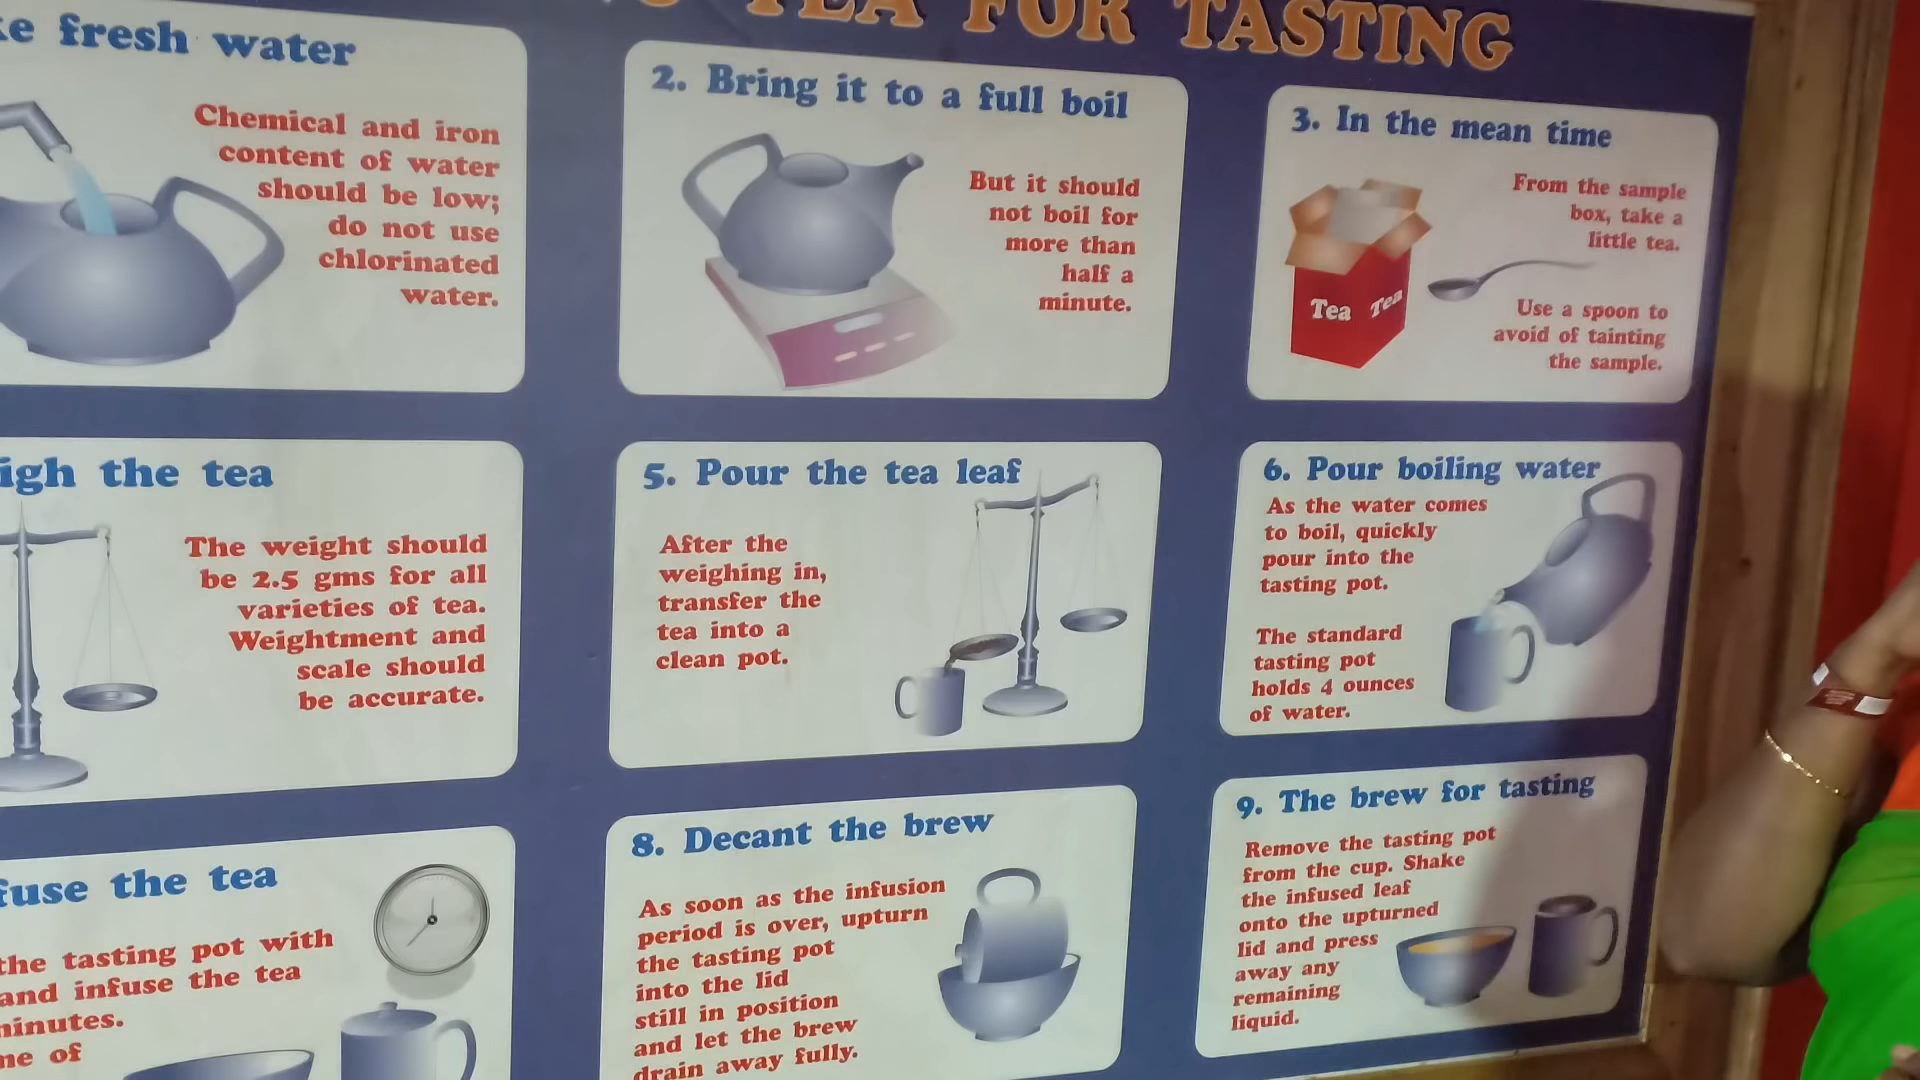 TEA FOR TASTING
fresh water
Chemical and iron
content of water
should be low;
do not use
chlorinated
water.
2. Bring it to a full boil
But it should
not boil for
more than
half a
minute.
3. In the mean time
From the sample
box, take a
little tea.
Tea Tea
Use a spoon to
avoid of tainting
the sample.
igh the tea
The weight should
be 2.5 gms for all
varieties of tea.
Weightment and
scale should
be accurate.
5. Pour the tea leaf
After the
weighing in,
transfer the
tea into a
clean pot.
6. Pour boiling water
As the water comes
to boil, quickly
pour into the
tasting pot.
The standard
tasting pot
holds 4 ounces
of water.
fuse the tea
the tasting pot with
and infuse the tea
minutes.
me of
8. Decant the brew
As soon as the infusion
period is over, upturn
the tasting pot
into the lid
still in position
and let the brew
drain away fully.
9. The brew for tasting
Remove the tasting pot
from the cup. Shake
the infused leaf
onto the upturned
lid and press
away any
remaining
liquid.